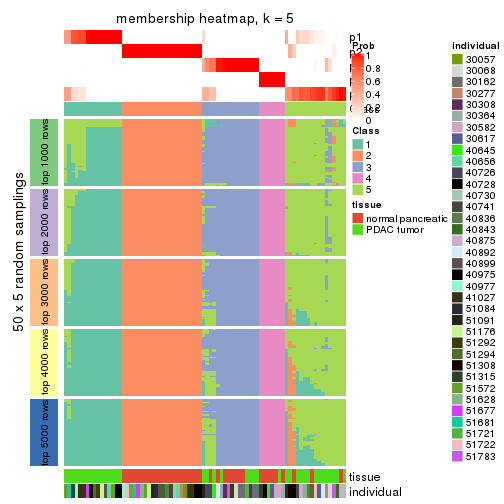 membership heatmap, k = 5
p1
Prob
1
0.8
0.6
0.4
0.2
0
Class
1
2
3
4
5
tissue
normal pancreatic
PDAC tumor
individual
30057
30068
30162
30277
30308
30364
30582
30617
40645
40656
40726
40728
40730
40741
40836
40843
40875
40892
40899
40975
40977
41027
51084
51091
51176
51292
51294
51308
51315
51572
51628
51677
51681
51721
51722
51783
50 x 5 random samplings
top 1000 rows
top 2000 rows
top 3000 rows
top 4000 rows
top 5000 rows
tissue
individual